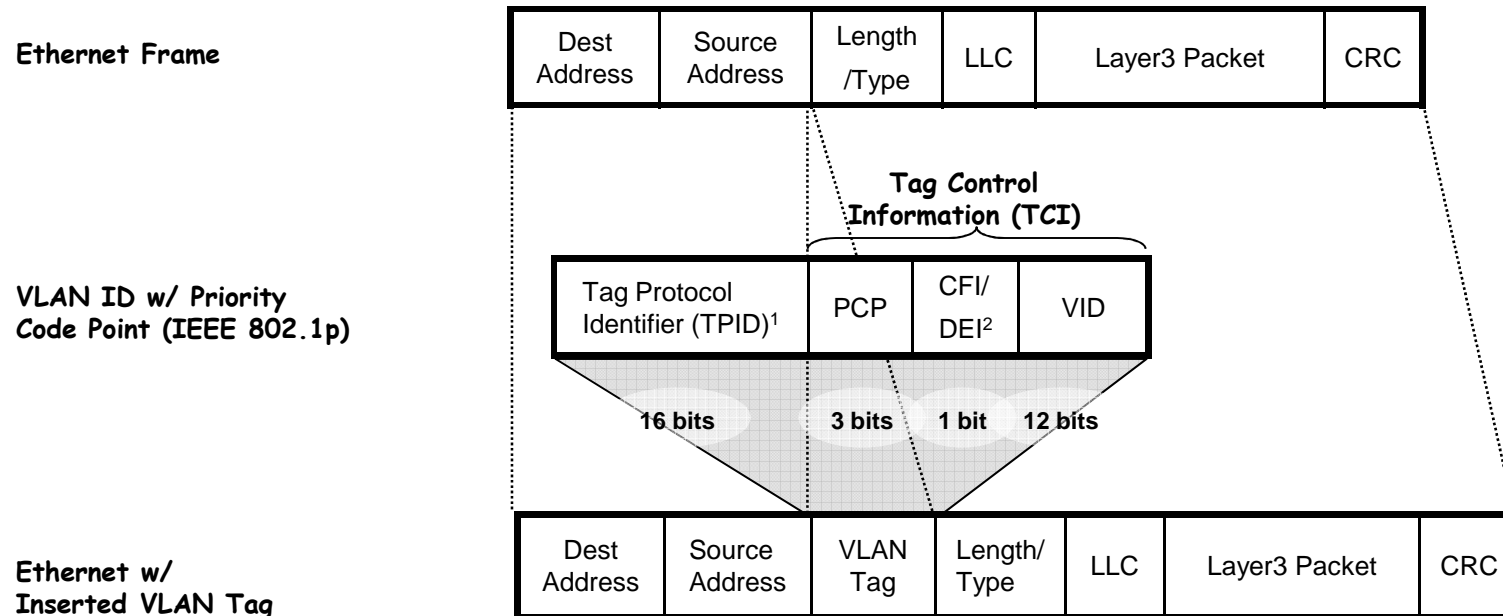 Ethernet Frame
Dest
Address
Source
Address
Length
/Type
LLC
Layer3 Packet
CRC
Tag Control
Information (TCI)
VLAN ID w/ Priority
Code Point (IEEE 802.1p)
Tag Protocol
Identifier (TPID)¹
PCP
CFI/
DEI²
VID
16 bits
3 bits
1 bit
12 bits
Ethernet w/
Inserted VLAN Tag
Dest
Address
Source
Address
VLAN
Tag
Length/
Type
LLC
Layer3 Packet
CRC